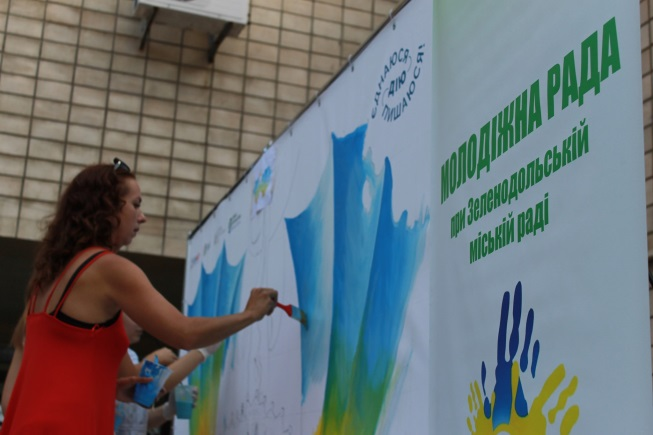 ЄДНАЮСЯ,
ДІЮ
ПИШАЮСЯ!
МОЛОДІЖНА РАДА
при Зеленодольській
міській раді